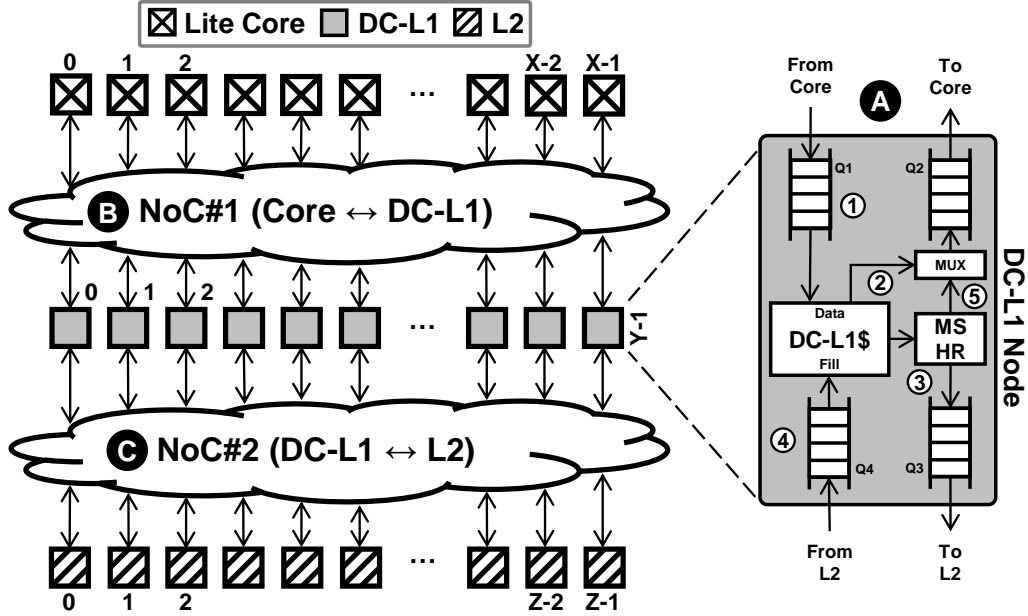 Lite Core DC-L1 L2
0 1 2 ... X-2 X-1
B NoC#1 (Core ↔ DC-L1)
0 1 2 ... Y-1
C NoC#2 (DC-L1 ↔ L2)
...
0 1 2 Z-2 Z-1
From
Core
To
Core
A
Q1
Q2
1
MUX
2
5
Data
DC-L1$
Fill
MS
HR
3
4
Q4
Q3
From
L2
To
L2
DC-L1 Node